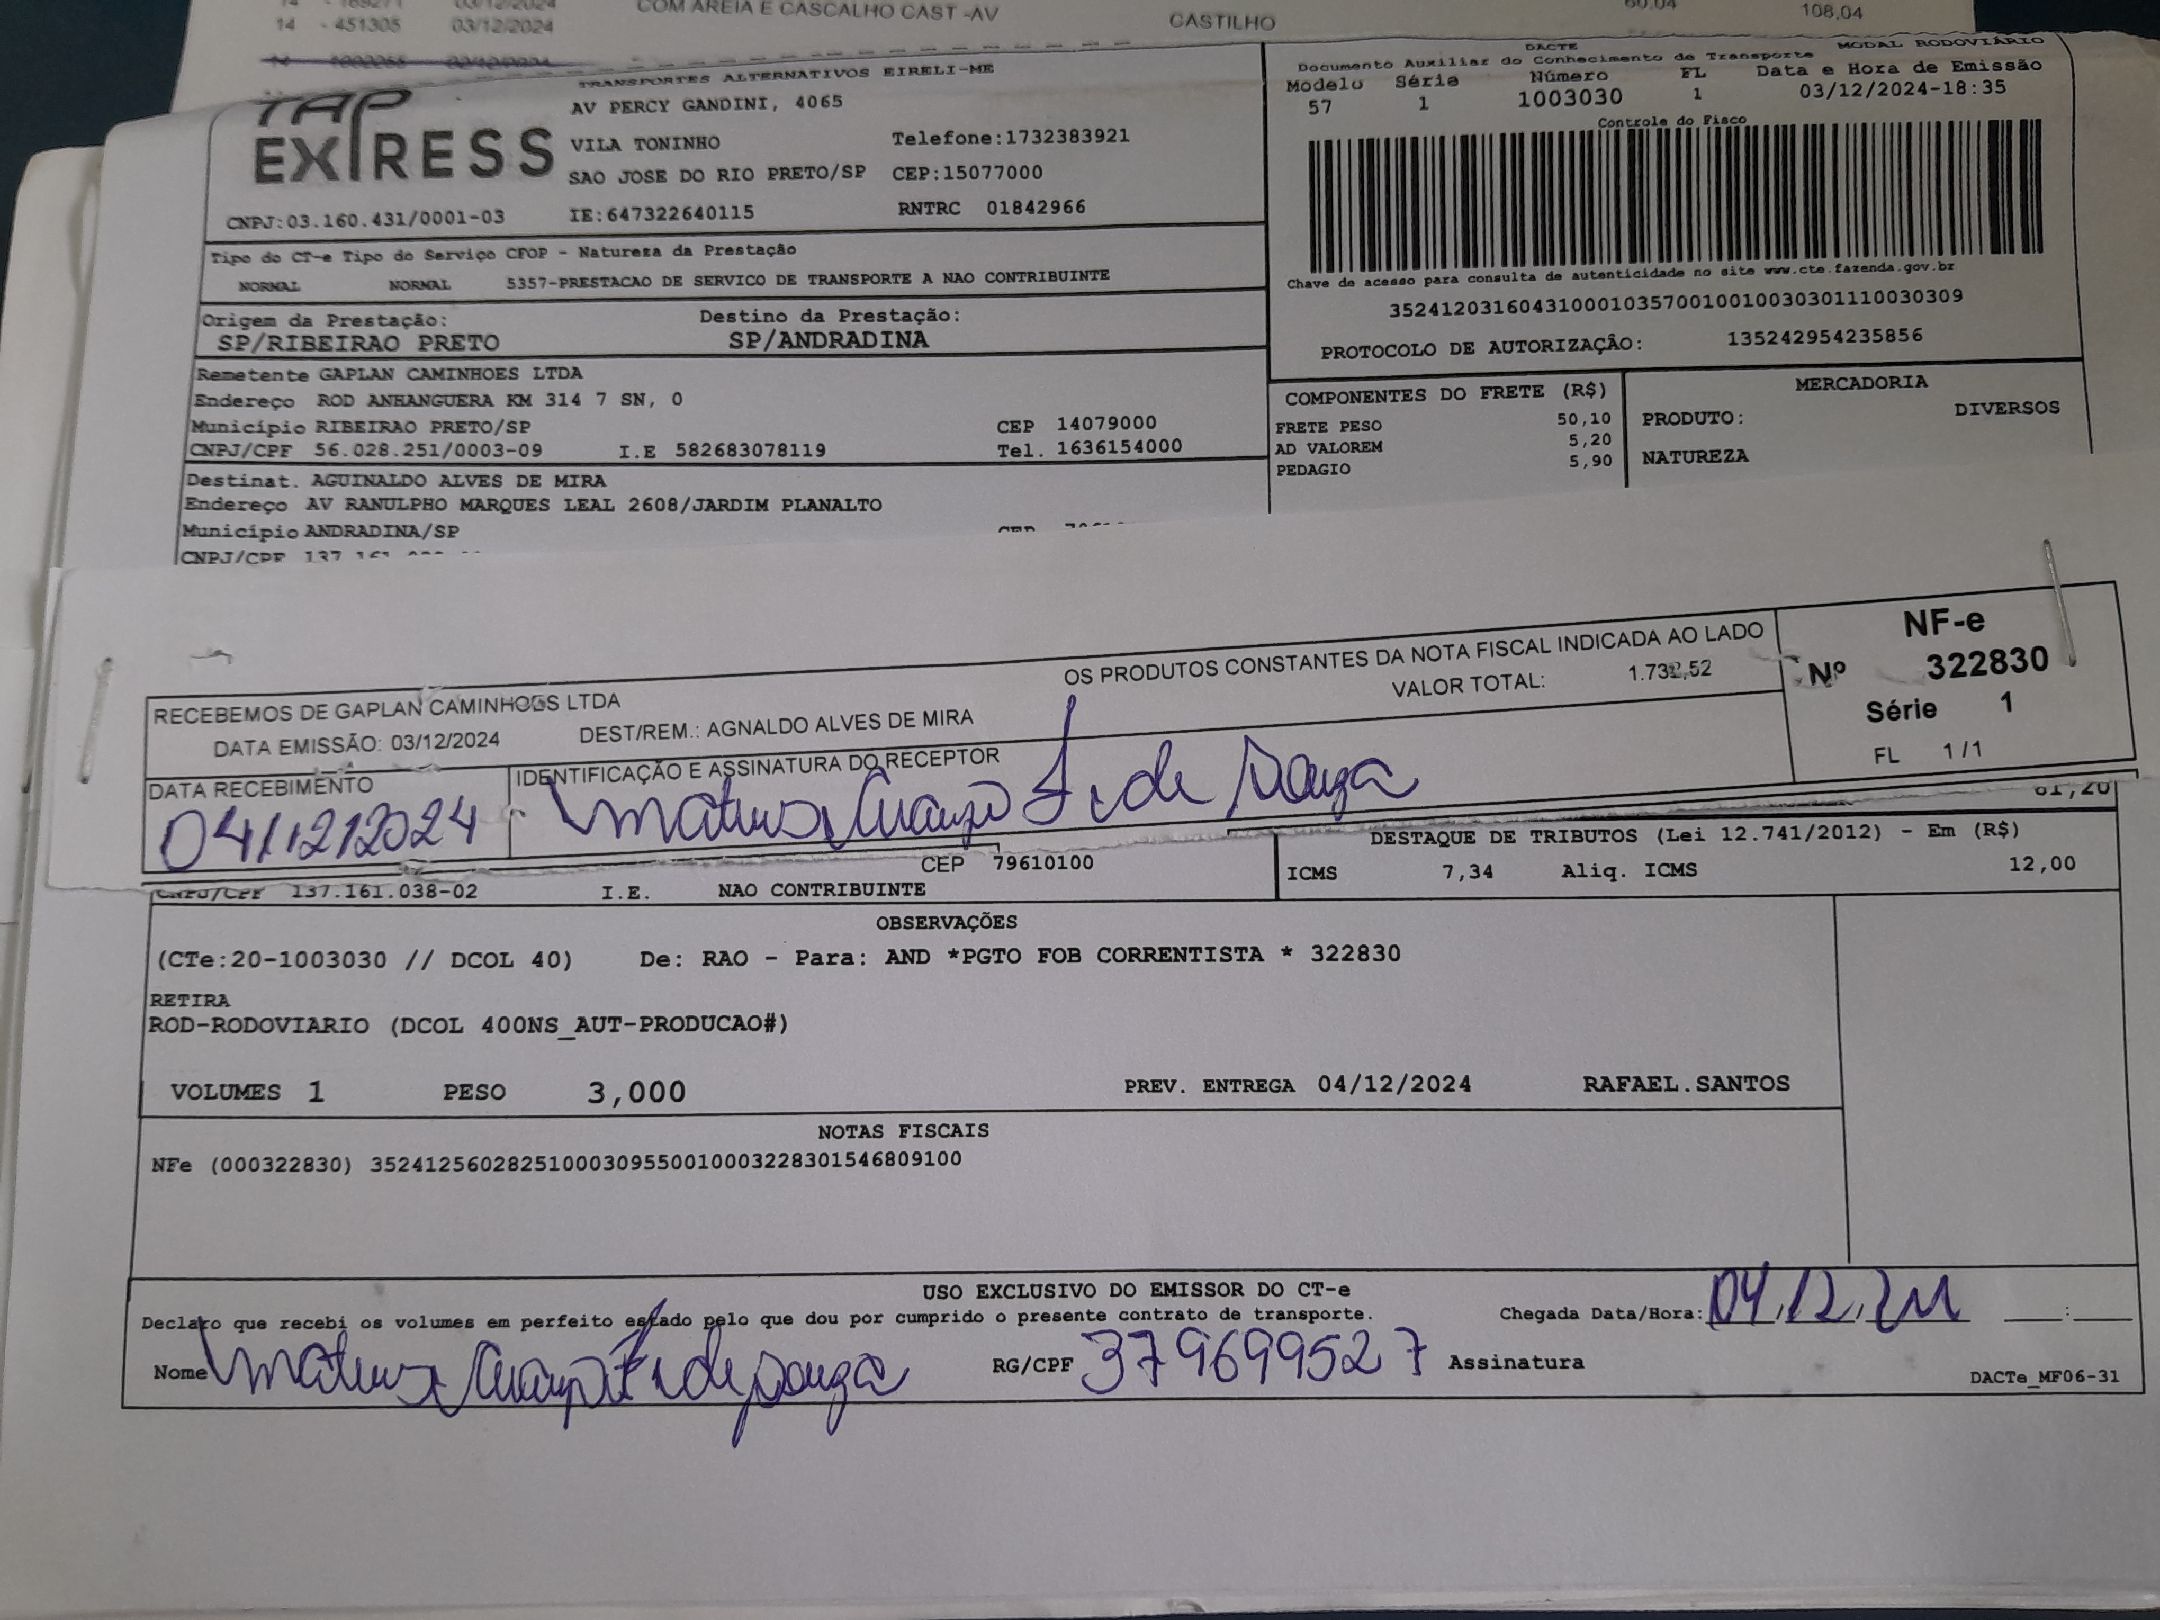 14 - 451305 03/12/2024
COM AREIA E CASCALHO CAST -AV
CASTILHO
108,04
TAP EXPRESS
TRANSPORTES ALTERNATIVOS EIRELI-ME
AV PERCY GANDINI, 4065
VILA TONINHO Telefone:1732383921
SAO JOSE DO RIO PRETO/SP CEP:15077000
CNPJ:03.160.431/0001-03 IE:647322640115 RNTRC 01842966
DACTE MODAL RODOVIÁRIO
Documento Auxiliar do Conhecimento de Transporte
Modelo Série Número FL Data e Hora de Emissão
57 1 1003030 1 03/12/2024-18:35
Controle do Fisco
Chave de acesso para consulta de autenticidade no site www.cte.fazenda.gov.br
35241203160431000103570010010030301110030309
PROTOCOLO DE AUTORIZAÇÃO: 135242954235856
Tipo do CT-e Tipo do Serviço CFOP - Natureza da Prestação
NORMAL NORMAL 5357-PRESTACAO DE SERVICO DE TRANSPORTE A NAO CONTRIBUINTE
Origem da Prestação: Destino da Prestação:
SP/RIBEIRAO PRETO SP/ANDRADINA
Remetente GAPLAN CAMINHOES LTDA
Endereço ROD ANHANGUERA KM 314 7 SN, 0
Município RIBEIRAO PRETO/SP CEP 14079000
CNPJ/CPF 56.028.251/0003-09 I.E 582683078119 Tel. 1636154000
COMPONENTES DO FRETE (R$)
FRETE PESO 50,10
AD VALOREM 5,20
PEDAGIO 5,90
MERCADORIA
PRODUTO: DIVERSOS
NATUREZA
Destinat. AGUINALDO ALVES DE MIRA
Endereço AV RANULPHO MARQUES LEAL 2608/JARDIM PLANALTO
Município ANDRADINA/SP
CNPJ/CPF
RECEBEMOS DE GAPLAN CAMINHOES LTDA OS PRODUTOS CONSTANTES DA NOTA FISCAL INDICADA AO LADO
DATA EMISSÃO: 03/12/2024 DEST/REM.: AGNALDO ALVES DE MIRA VALOR TOTAL:
DATA RECEBIMENTO IDENTIFICAÇÃO E ASSINATURA DO RECEPTOR
04/12/2024 Mateus de Souza
NF-e
Nº 322830
Série 1
FL 1 /1
61,20
CEP 79610100
CNPJ/CPF 137.161.038-02 I.E. NAO CONTRIBUINTE
DESTAQUE DE TRIBUTOS (Lei 12.741/2012) - Em (R$)
ICMS 7,34 Aliq. ICMS 12,00
OBSERVAÇÕES
(CTe:20-1003030 // DCOL 40) De: RAO - Para: AND *PGTO FOB CORRENTISTA * 322830
RETIRA
ROD-RODOVIARIO (DCOL 400NS_AUT-PRODUCAO#)
VOLUMES 1 PESO 3,000 PREV. ENTREGA 04/12/2024 RAFAEL.SANTOS
NOTAS FISCAIS
NFe (000322830) 35241256028251000309550010003228301546809100
USO EXCLUSIVO DO EMISSOR DO CT-e
Declaro que recebi os volumes em perfeito estado pelo que dou por cumprido o presente contrato de transporte. Chegada Data/Hora: 04/12/24 :
Nome Mateus de Souza RG/CPF 379699527 Assinatura
DACTe_MF06-31